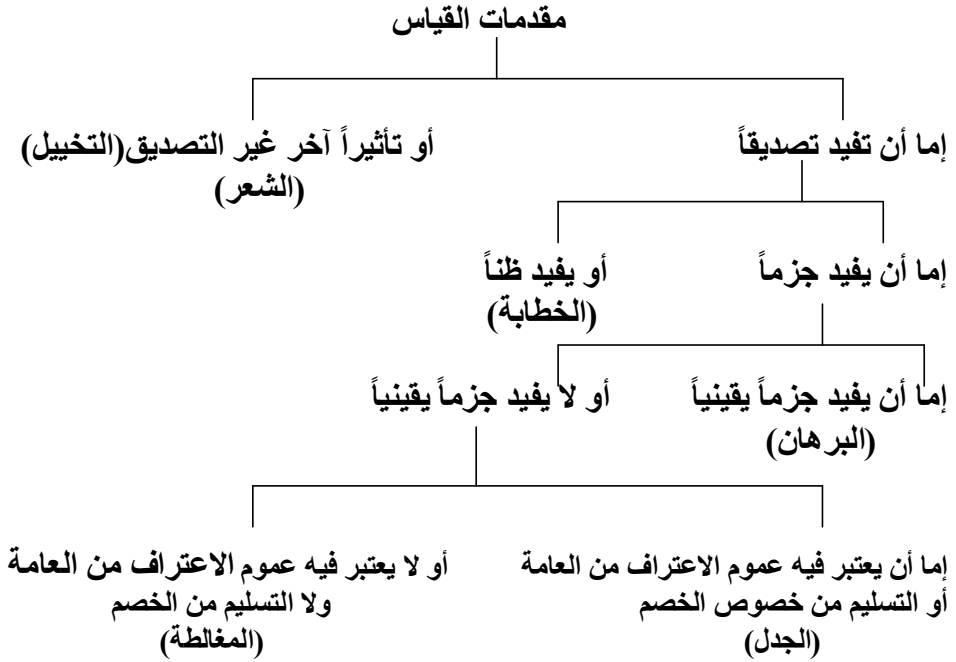 مقدمات القياس
إما أن تفيد تصديقاً
أو تأثيراً آخر غير التصديق(التخييل)
(الشعر)
إما أن يفيد جزماً
أو يفيد ظناً
(الخطابة)
إما أن يفيد جزماً يقينياً
(البرهان)
أو لا يفيد جزماً يقينياً
إما أن يعتبر فيه عموم الاعتراف من العامة
أو التسليم من خصوص الخصم
(الجدل)
أو لا يعتبر فيه عموم الاعتراف من العامة
ولا التسليم من الخصم
(المغالطة)